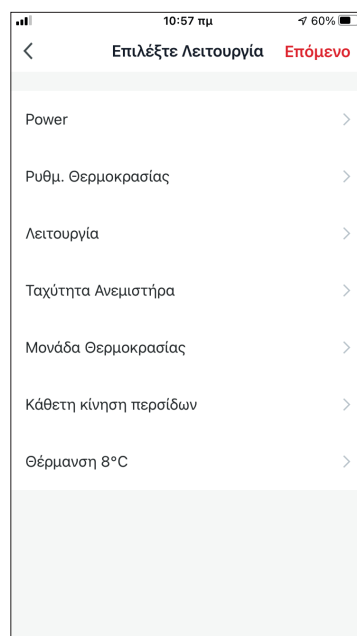 10:57 πμ 60%
Επιλέξτε Λειτουργία Επόμενο
Power
Ρυθμ. Θερμοκρασίας
Λειτουργία
Ταχύτητα Ανεμιστήρα
Μονάδα Θερμοκρασίας
Κάθετη κίνηση περσίδων
Θέρμανση 8°C